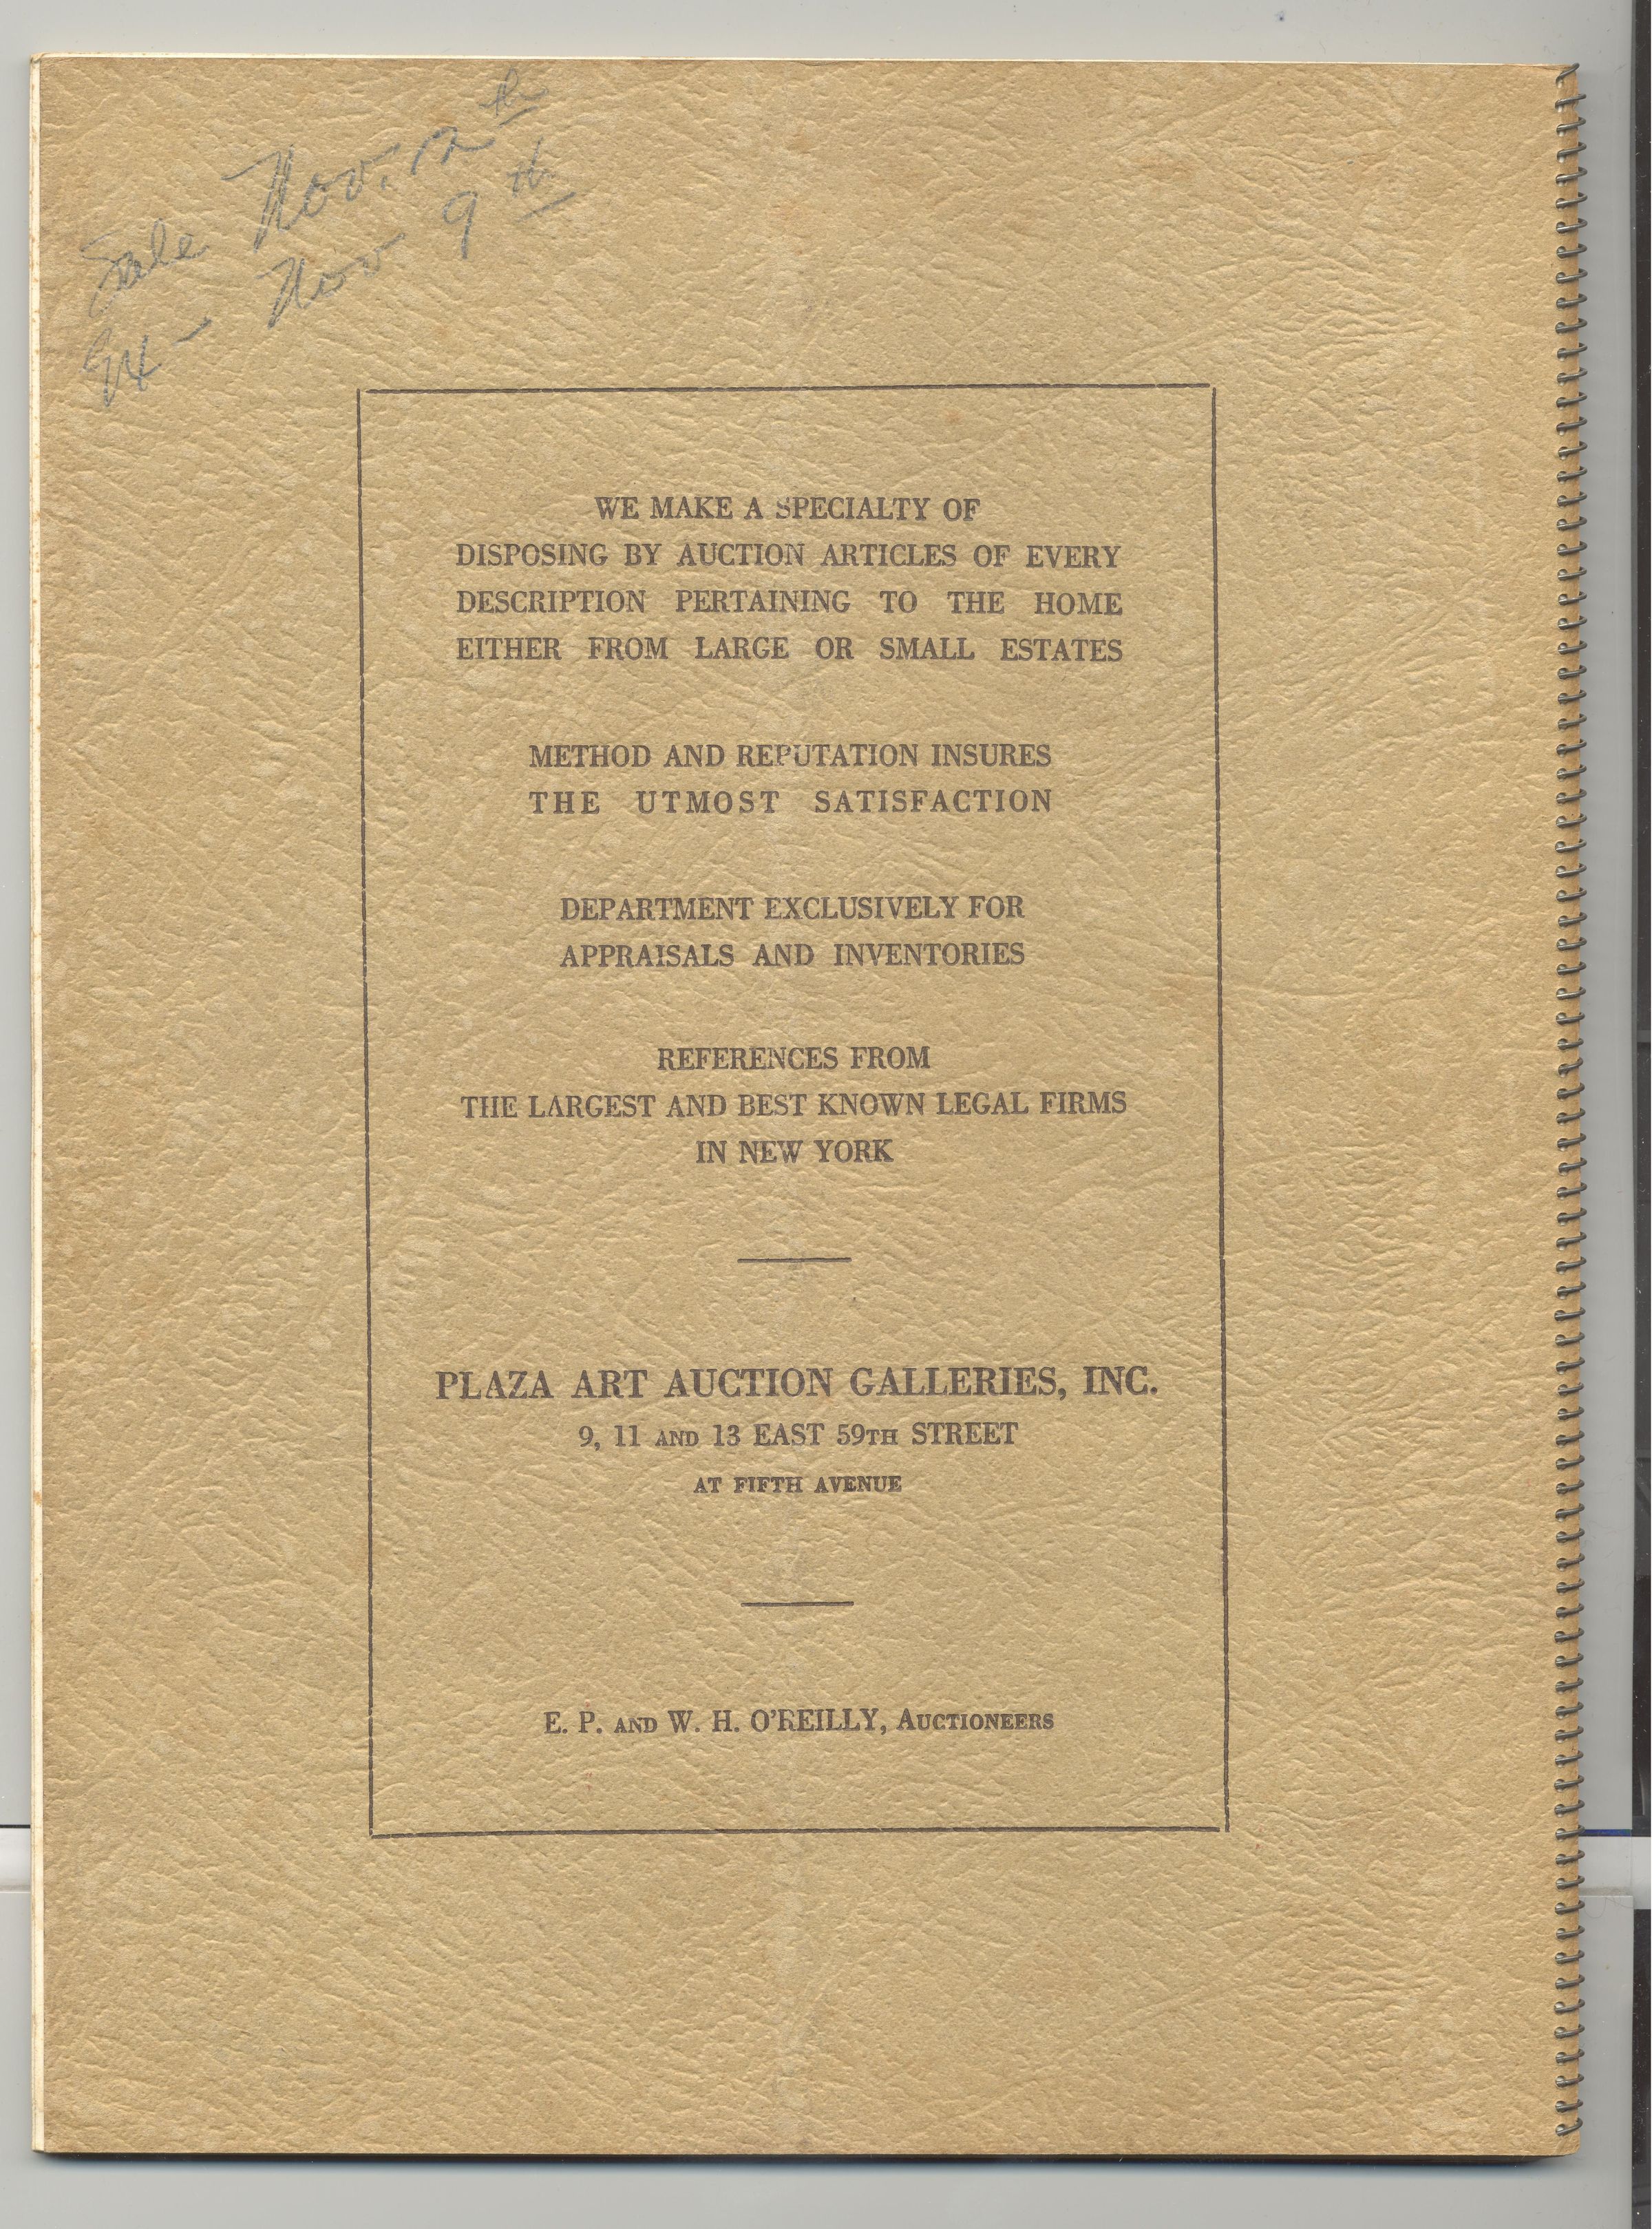 Sale Nov. 12th
Ex - Nov. 9th
WE MAKE A SPECIALTY OF
DISPOSING BY AUCTION ARTICLES OF EVERY
DESCRIPTION PERTAINING TO THE HOME
EITHER FROM LARGE OR SMALL ESTATES
METHOD AND REPUTATION INSURES
THE UTMOST SATISFACTION
DEPARTMENT EXCLUSIVELY FOR
APPRAISALS AND INVENTORIES
REFERENCES FROM
THE LARGEST AND BEST KNOWN LEGAL FIRMS
IN NEW YORK
PLAZA ART AUCTION GALLERIES, INC.
9, 11 AND 13 EAST 59TH STREET
AT FIFTH AVENUE
E. P. AND W. H. O'REILLY, AUCTIONEERS